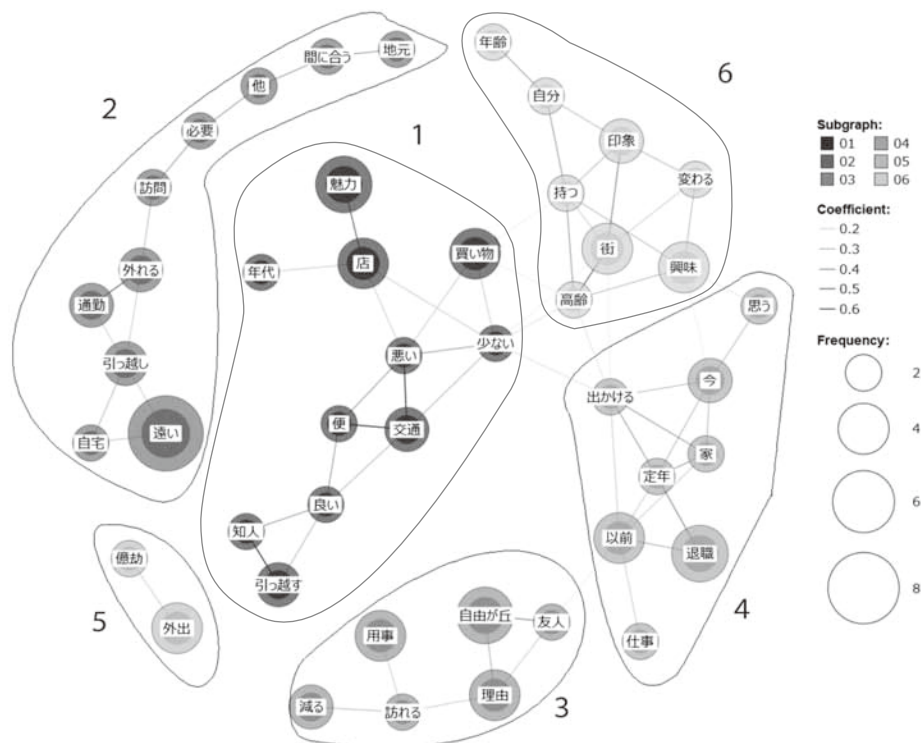 2
地元
間に合う
他
必要
訪問
外れる
通勤
引っ越し
自宅
遠い
1
魅力
店
年代
買い物
少ない
悪い
便
交通
良い
知人
引っ越す
6
年齢
自分
印象
持つ
変わる
街
興味
高齢
4
思う
今
出かける
家
定年
以前
退職
仕事
5
億劫
外出
3
自由が丘
友人
用事
理由
減る
訪れる
Subgraph:
01 04
02 05
03 06
Coefficient:
0.2
0.3
0.4
0.5
0.6
Frequency:
2
4
6
8